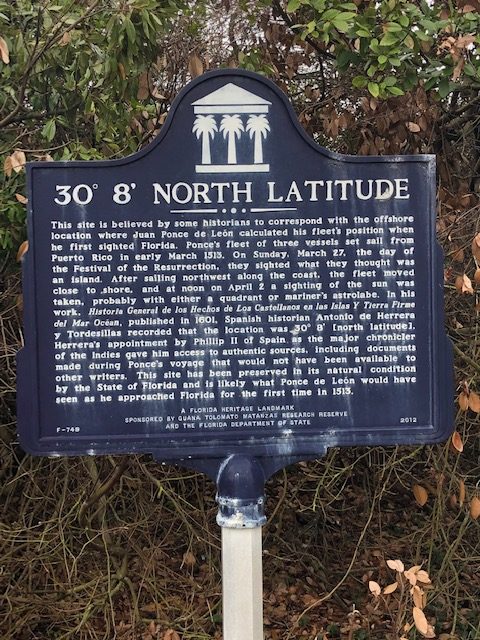 30° 8' NORTH LATITUDE
This site is believed by some historians to correspond with the offshore
location where Juan Ponce de León calculated his fleet's position when
he first sighted Florida. Ponce's fleet of three vessels set sail from
Puerto Rico in early March 1513. On Sunday, March 27, the day of
the Festival of the Resurrection, they sighted what they thought was
an island. After sailing northwest along the coast, the fleet moved
close to shore, and at noon on April 2 a sighting of the sun was
taken, probably with either a quadrant or mariner's astrolabe. In his
work, Historia General de los Hechos de Los Castellanos en las Islas Y Tierra Firme
del Mar Océan, published in 1601, Spanish historian Antonio de Herrera
y Tordesillas recorded that the location was 30° 8' [north latitude].
Herrera's appointment by Phillip II of Spain as the major chronicler
of the Indies gave him access to authentic sources, including documents
made during Ponce's voyage that would not have been available to
other writers. This site has been preserved in its natural condition
by the State of Florida and is likely what Ponce de León would have
seen as he approached Florida for the first time in 1513.
A FLORIDA HERITAGE LANDMARK
SPONSORED BY GUANA TOLOMATO MATANZAS RESEARCH RESERVE
AND THE FLORIDA DEPARTMENT OF STATE
F-749
2012